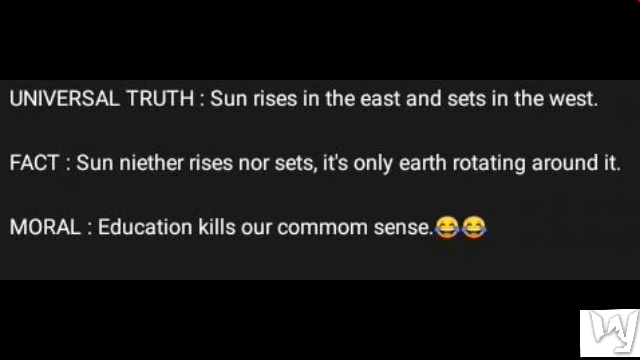 UNIVERSAL TRUTH : Sun rises in the east and sets in the west.
FACT : Sun niether rises nor sets, it's only earth rotating around it.
MORAL : Education kills our commom sense.😂😂